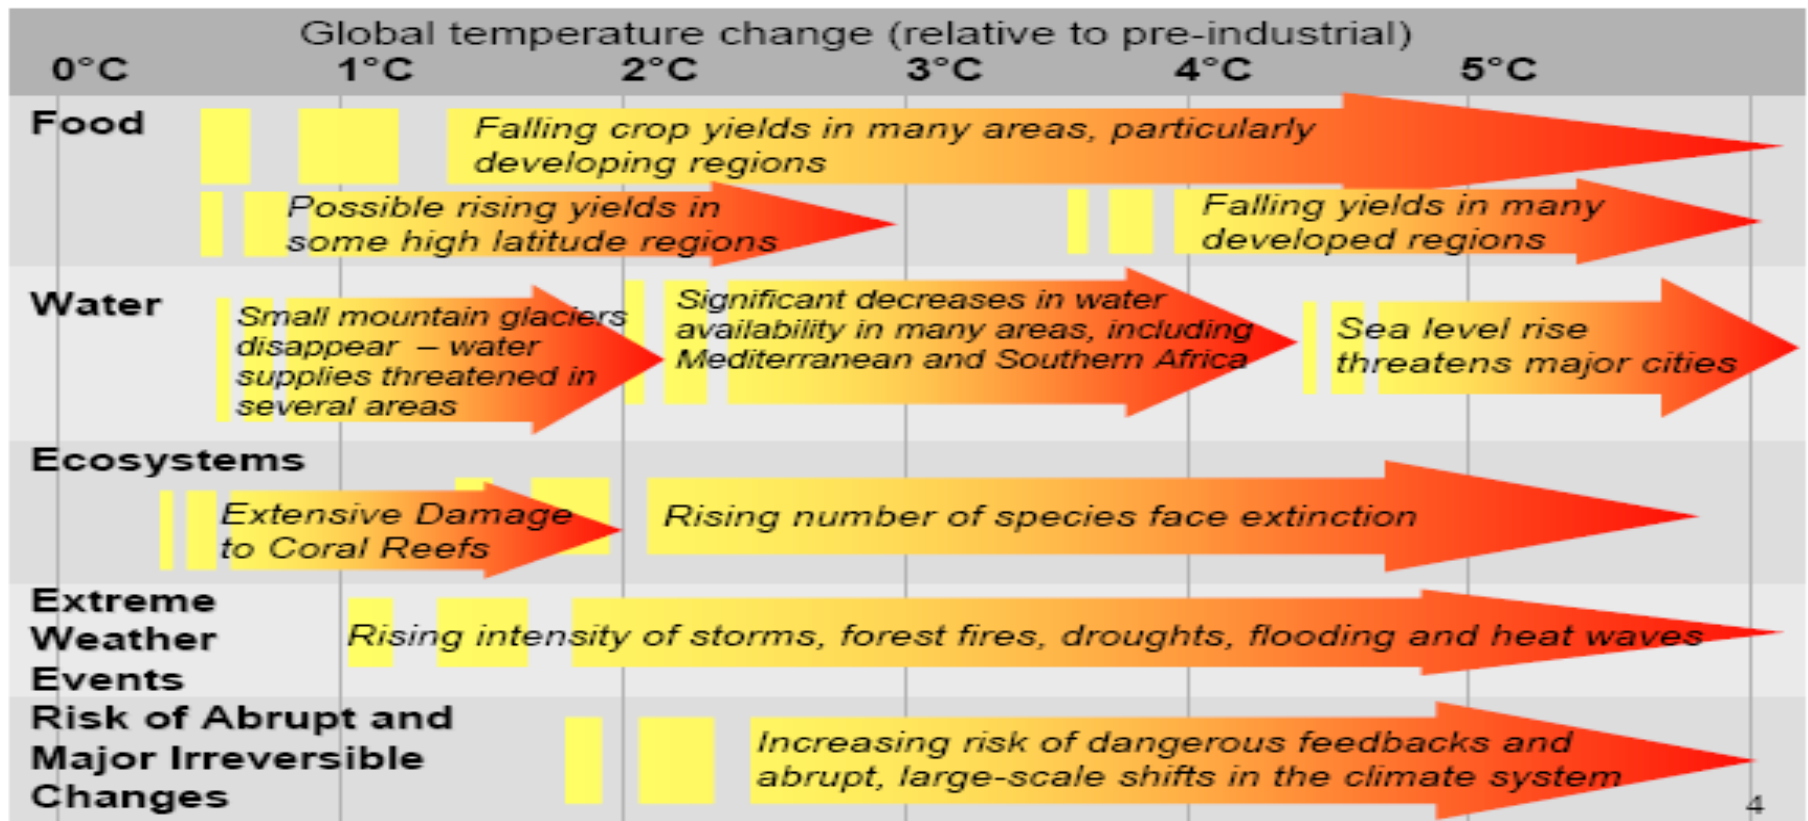 Global temperature change (relative to pre-industrial)
0°C 1°C 2°C 3°C 4°C 5°C
Food
Falling crop yields in many areas, particularly
developing regions
Possible rising yields in
some high latitude regions
Falling yields in many
developed regions
Water
Small mountain glaciers
disappear – water
supplies threatened in
several areas
Significant decreases in water
availability in many areas, including
Mediterranean and Southern Africa
Sea level rise
threatens major cities
Ecosystems
Extensive Damage
to Coral Reefs
Rising number of species face extinction
Extreme
Weather
Events
Rising intensity of storms, forest fires, droughts, flooding and heat waves
Risk of Abrupt and
Major Irreversible
Changes
Increasing risk of dangerous feedbacks and
abrupt, large-scale shifts in the climate system
4